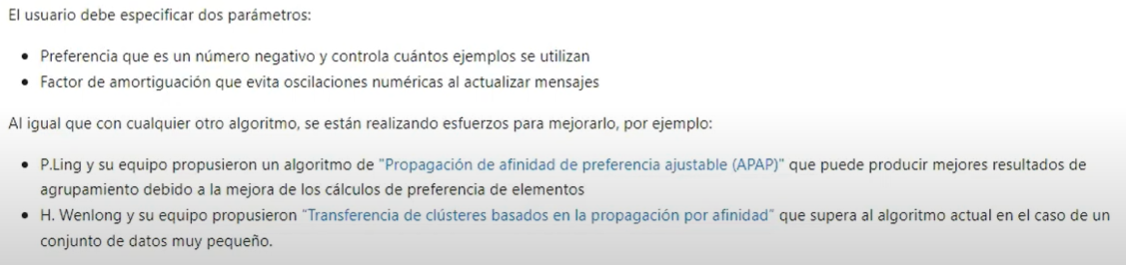 El usuario debe especificar dos parámetros:
• Preferencia que es un número negativo y controla cuántos ejemplos se utilizan
• Factor de amortiguación que evita oscilaciones numéricas al actualizar mensajes
Al igual que con cualquier otro algoritmo, se están realizando esfuerzos para mejorarlo, por ejemplo:
• P.Ling y su equipo propusieron un algoritmo de "Propagación de afinidad de preferencia ajustable (APAP)" que puede producir mejores resultados de
agrupamiento debido a la mejora de los cálculos de preferencia de elementos
• H. Wenlong y su equipo propusieron "Transferencia de clústeres basados en la propagación por afinidad" que supera al algoritmo actual en el caso de un
conjunto de datos muy pequeño.